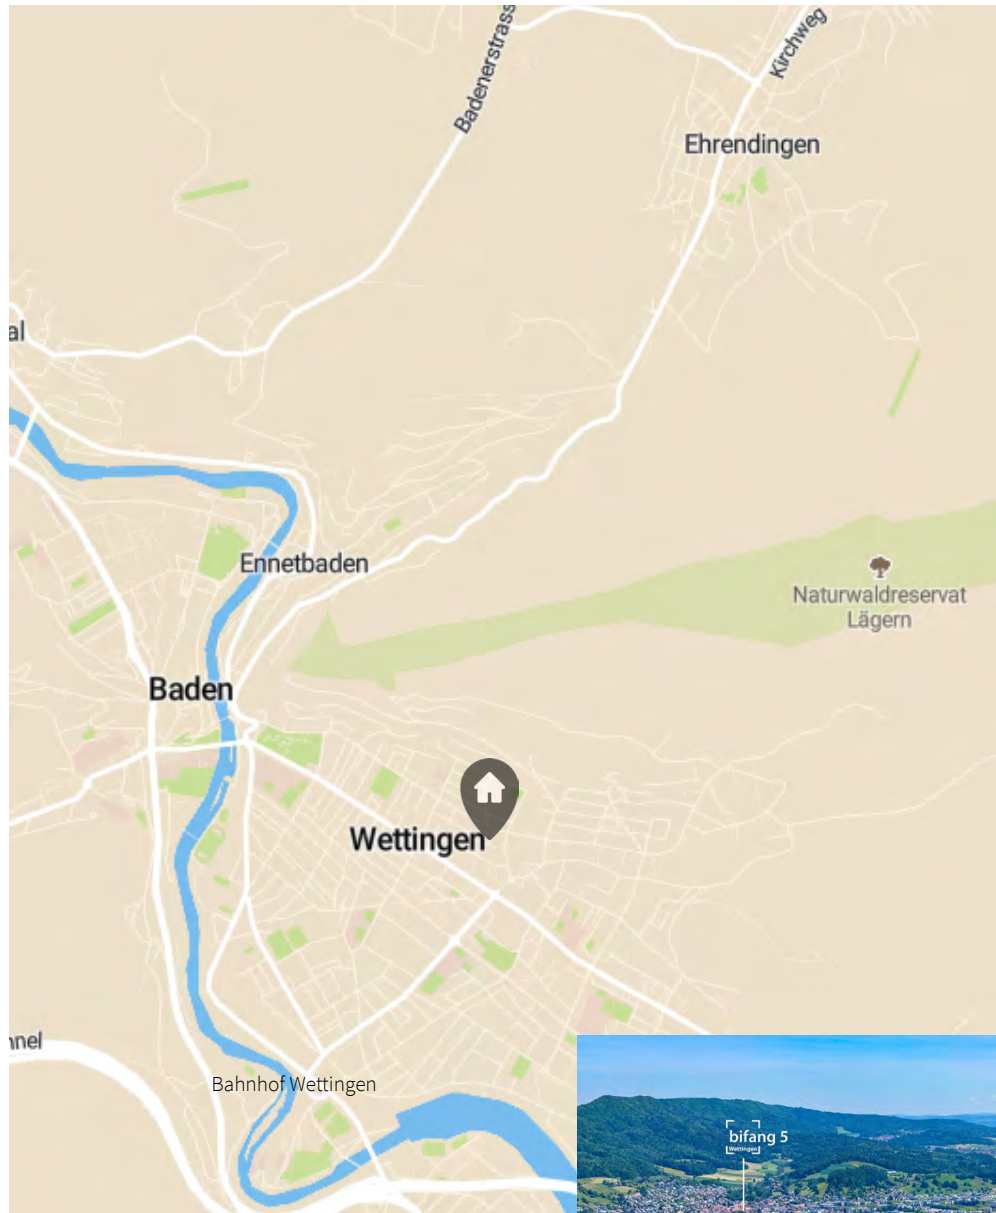 Badenerstrass
Kirchweg
Ehrendingen
al
Ennetbaden
Naturwaldreservat
Lägern
Baden
Wettingen
nnel
Bahnhof Wettingen
bifang 5
Wettingen